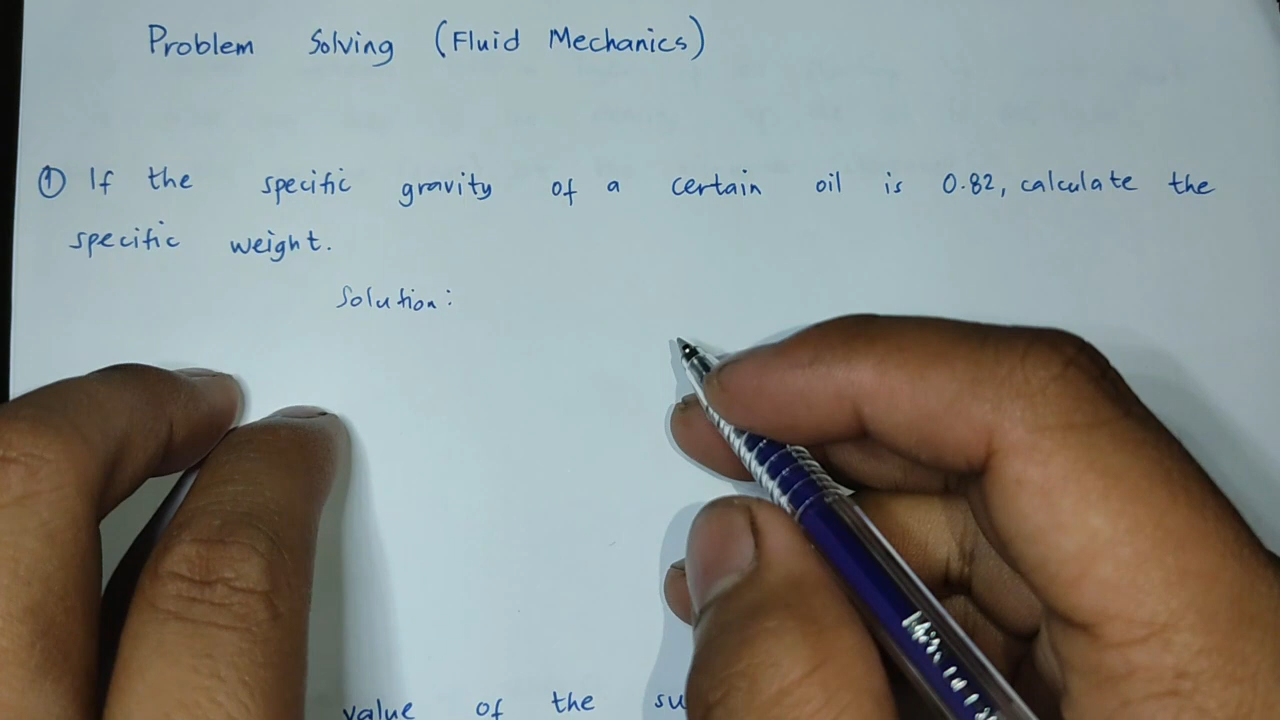 Problem Solving (Fluid Mechanics)
① If the specific gravity of a certain oil is 0.82, calculate the
specific weight.
Solution:
value of the